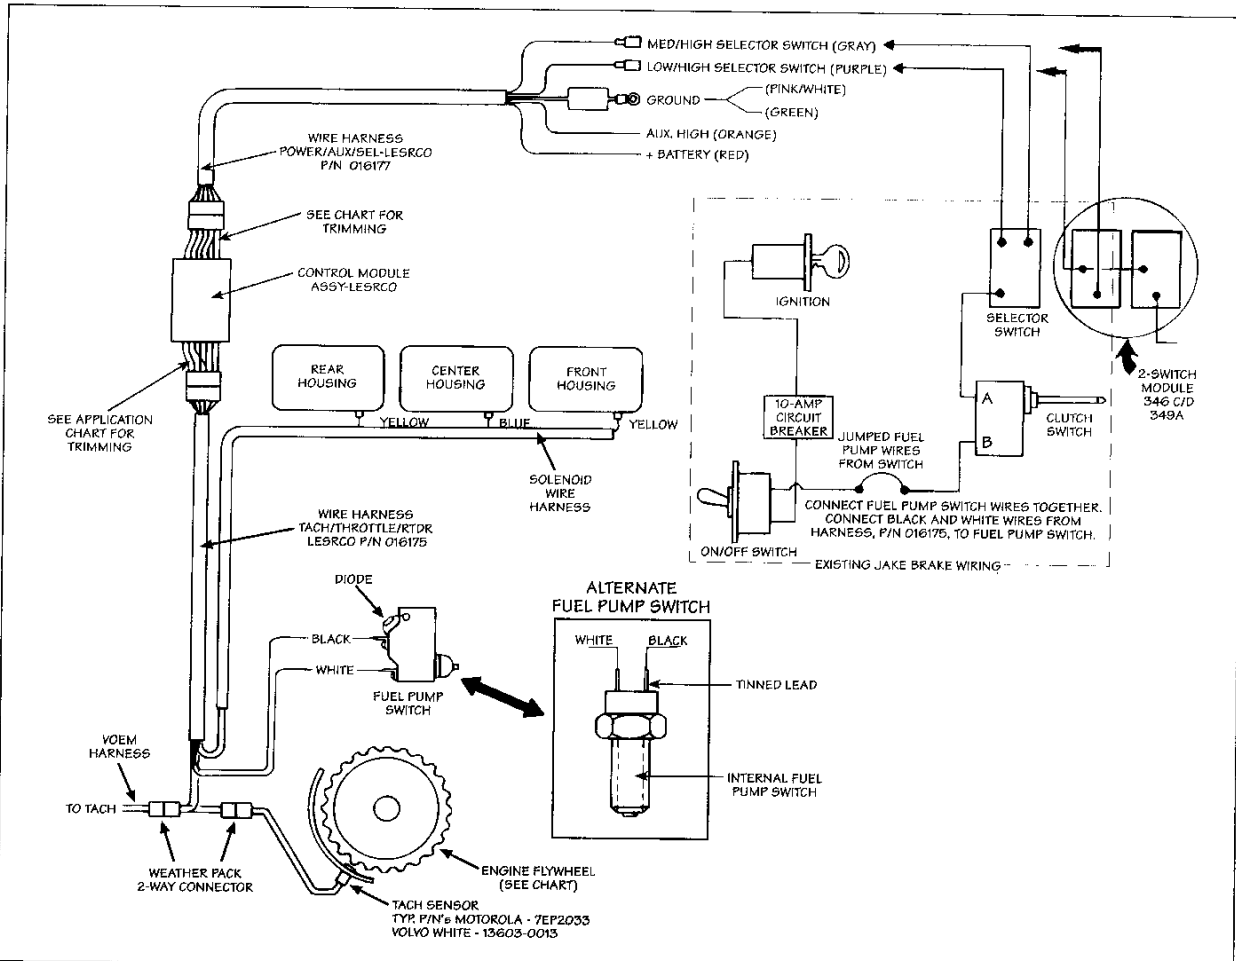 MED/HIGH SELECTOR SWITCH (GRAY)
LOW/HIGH SELECTOR SWITCH (PURPLE)
GROUND
(PINK/WHITE)
(GREEN)
AUX. HIGH (ORANGE)
+ BATTERY (RED)
WIRE HARNESS
POWER/AUX/SEL-LESRCO
P/N 016177
SEE CHART FOR
TRIMMING
CONTROL MODULE
ASSY-LESRCO
IGNITION
SELECTOR
SWITCH
2-SWITCH
MODULE
346 C/D
349A
REAR
HOUSING
CENTER
HOUSING
FRONT
HOUSING
YELLOW
BLUE
YELLOW
SEE APPLICATION
CHART FOR
TRIMMING
10-AMP
CIRCUIT
BREAKER
A
B
CLUTCH
SWITCH
JUMPED FUEL
PUMP WIRES
FROM SWITCH
SOLENOID
WIRE
HARNESS
CONNECT FUEL PUMP SWITCH WIRES TOGETHER.
CONNECT BLACK AND WHITE WIRES FROM
HARNESS, P/N 016175, TO FUEL PUMP SWITCH.
WIRE HARNESS
TACH/THROTTLE/RTDR
LESRCO P/N 016175
ON/OFF SWITCH
EXISTING JAKE BRAKE WIRING
DIODE
ALTERNATE
FUEL PUMP SWITCH
BLACK
WHITE
WHITE
BLACK
FUEL PUMP
SWITCH
TINNED LEAD
INTERNAL FUEL
PUMP SWITCH
VOEM
HARNESS
TO TACH
WEATHER PACK
2-WAY CONNECTOR
ENGINE FLYWHEEL
(SEE CHART)
TACH SENSOR
TYP. P/N's MOTOROLA - 7EP2033
VOLVO WHITE - 13603-0013